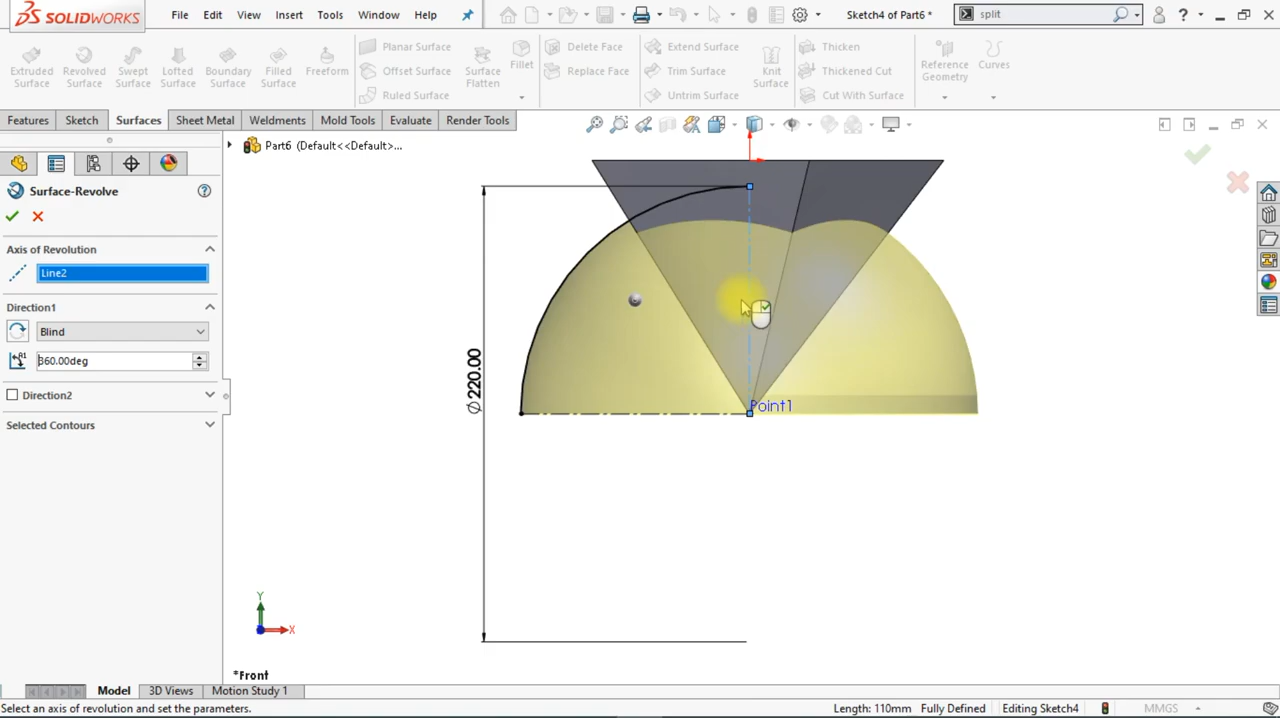 SOLIDWORKS File Edit View Insert Tools Window Help Sketch4 of Part6 * split
Extruded Surface Revolved Surface Swept Surface Lofted Surface Boundary Surface Filled Surface Freeform
Planar Surface
Offset Surface
Ruled Surface
Surface Flatten
Fillet
Delete Face
Replace Face
Extend Surface
Trim Surface
Untrim Surface
Knit Surface
Thicken
Thickened Cut
Cut With Surface
Reference Geometry
Curves
Features Sketch Surfaces Sheet Metal Weldments Mold Tools Evaluate Render Tools
Part6 (Default<<Default>...
Surface-Revolve
Axis of Revolution
Line2
Direction1
Blind
360.00deg
Direction2
Selected Contours
Ø220.00
Point1
Y
X
*Front
Model 3D Views Motion Study 1
Select an axis of revolution and set the parameters. Length: 110mm Fully Defined Editing Sketch4 MMGS